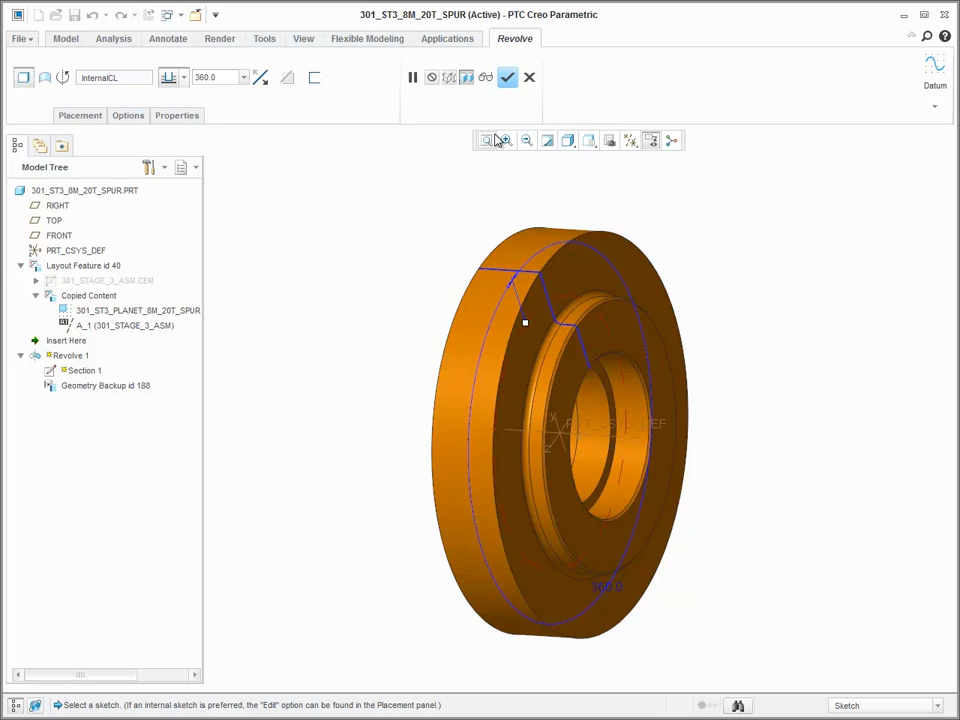 301_ST3_8M_20T_SPUR (Active) - PTC Creo Parametric
File Model Analysis Annotate Render Tools View Flexible Modeling Applications Revolve
InternalCL 360.0 Datum
Placement Options Properties
Model Tree
301_ST3_8M_20T_SPUR.PRT
RIGHT
TOP
FRONT
PRT_CSYS_DEF
Layout Feature id 40
301_STAGE_3_ASM.CEM
Copied Content
301_ST3_PLANET_8M_20T_SPUR
A_1 (301_STAGE_3_ASM)
Insert Here
Revolve 1
Section 1
Geometry Backup id 188
Y
PRT_CSYS_DEF
Z
360.0
Select a sketch. (If an internal sketch is preferred, the "Edit" option can be found in the Placement panel.)
Sketch